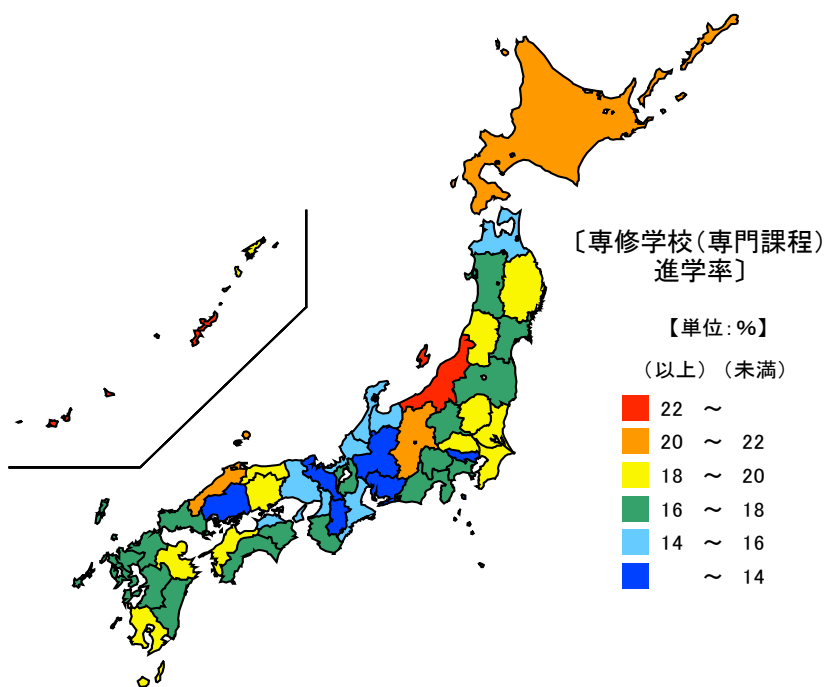 〔専修学校(専門課程)
進学率〕
【単位:%】
(以上)(未満)
22 ~
20 ~ 22
18 ~ 20
16 ~ 18
14 ~ 16
~ 14